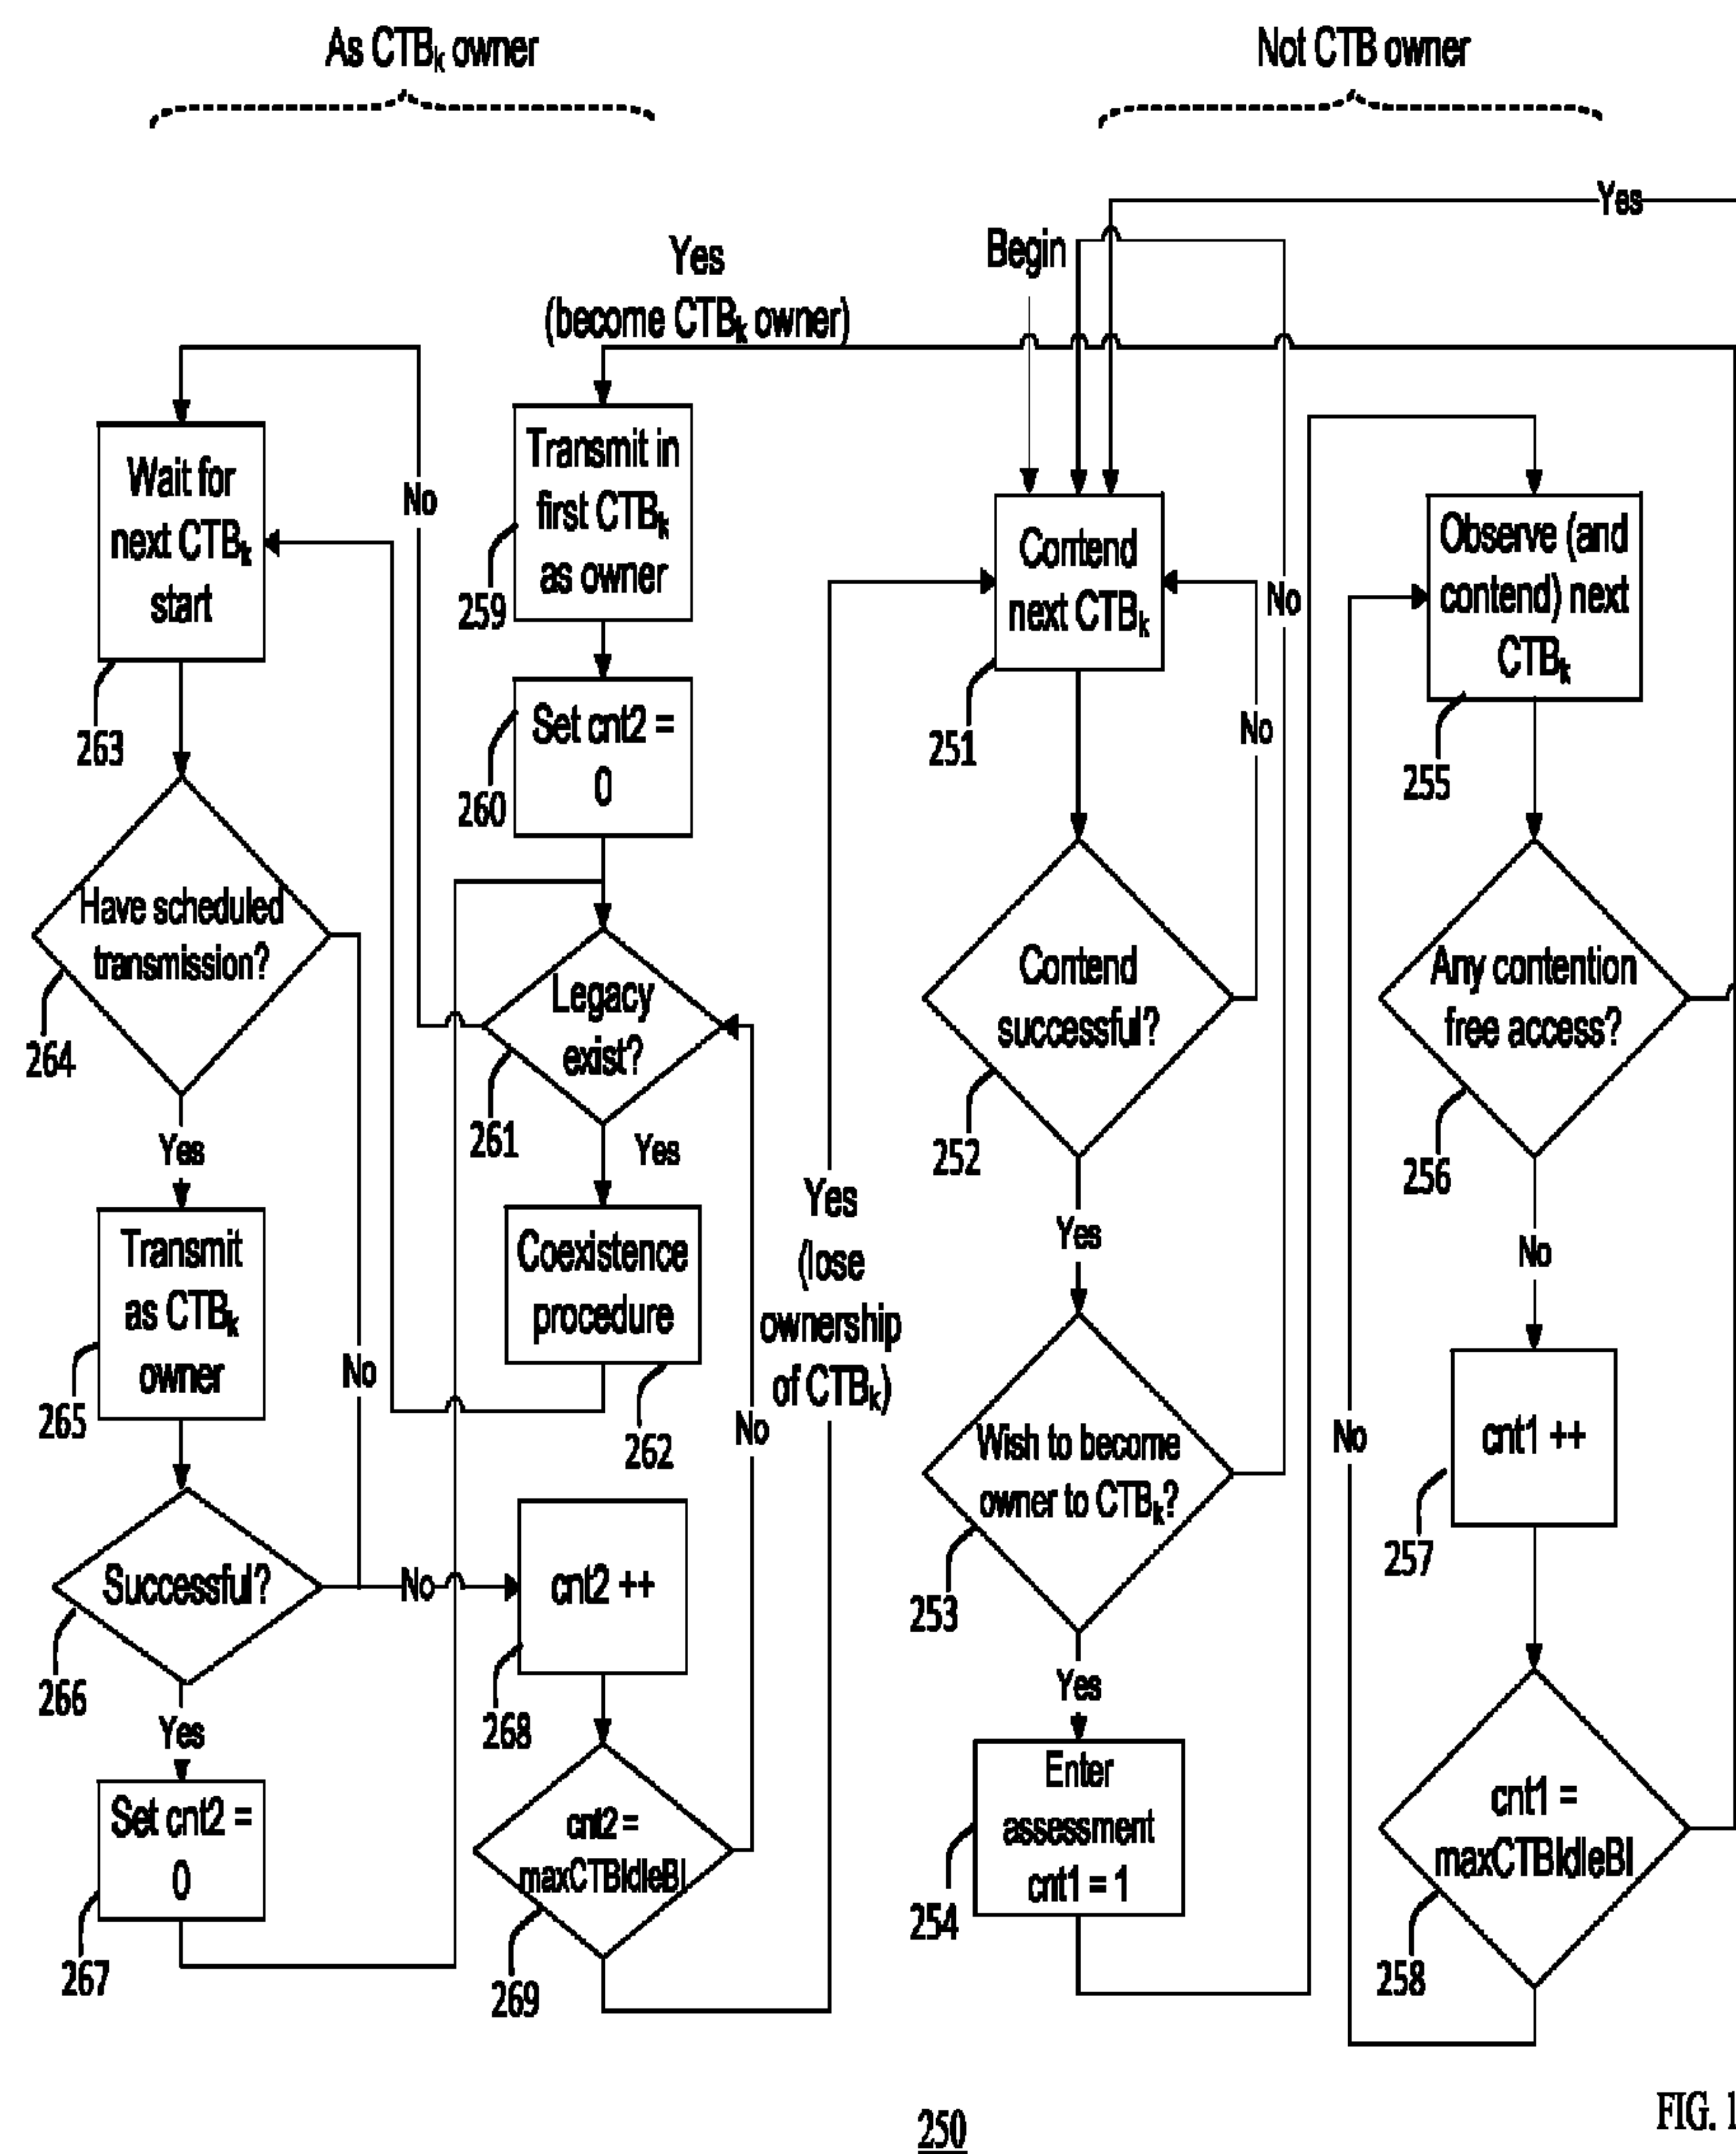 As CTBk owner
Not CTB owner
Yes
Begin
Yes
(become CTBk owner)
Wait for
next CTBk
start
263
No
Transmit in
first CTBk
as owner
259
Contend
next CTBk
251
No
No
Observe (and
contend) next
CTBk
255
Set cnt2 =
0
260
Have scheduled
transmission?
264
Legacy
exist?
261
Contend
successful?
252
Any contention
free access?
256
Yes
Yes
Yes
(lose
ownership
of CTBk)
Yes
No
Transmit
as CTBk
owner
265
No
Coexistence
procedure
262
No
Wish to become
owner to CTBk?
253
No
cnt1 ++
257
Successful?
266
No
cnt2 ++
268
Yes
Yes
Set cnt2 =
0
267
cnt2 =
maxCTBIdleBI
269
Enter
assessment
cnt1 = 1
254
cnt1 =
maxCTBIdleBI
258
250
FIG. 1